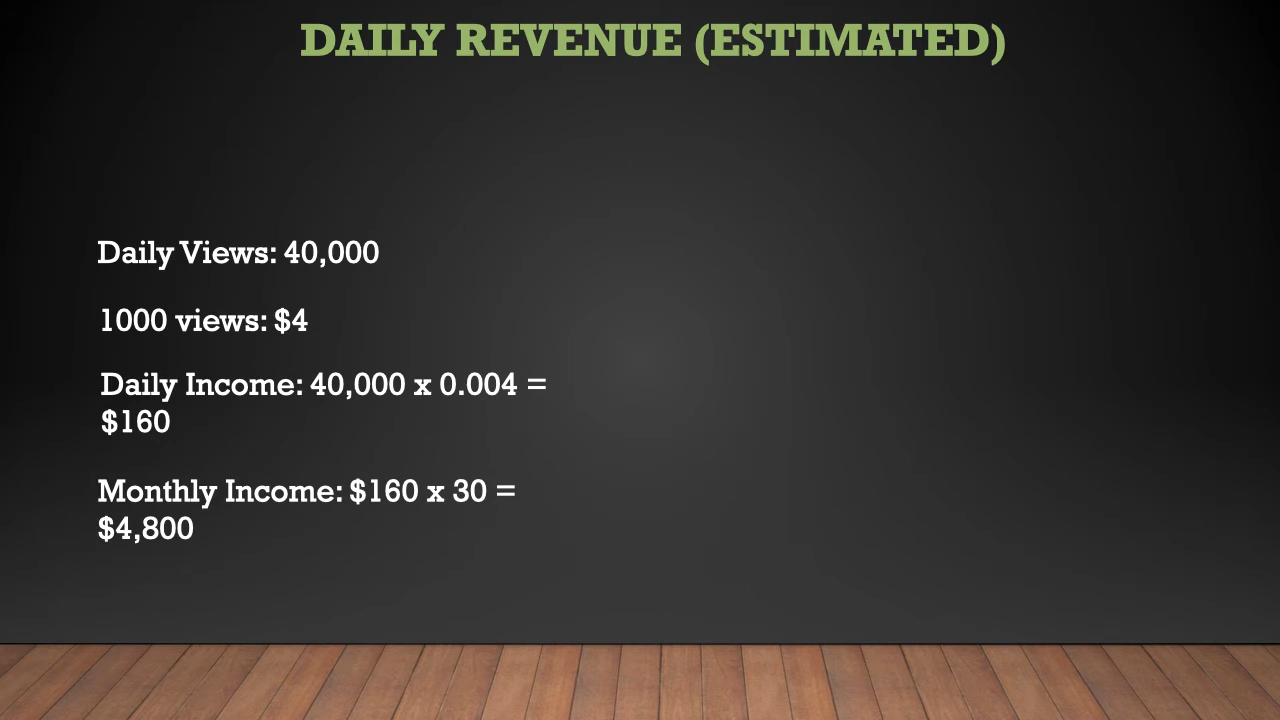 DAILY REVENUE (ESTIMATED)
Daily Views: 40,000
1000 views: $4
Daily Income: 40,000 x 0.004 =
$160
Monthly Income: $160 x 30 =
$4,800